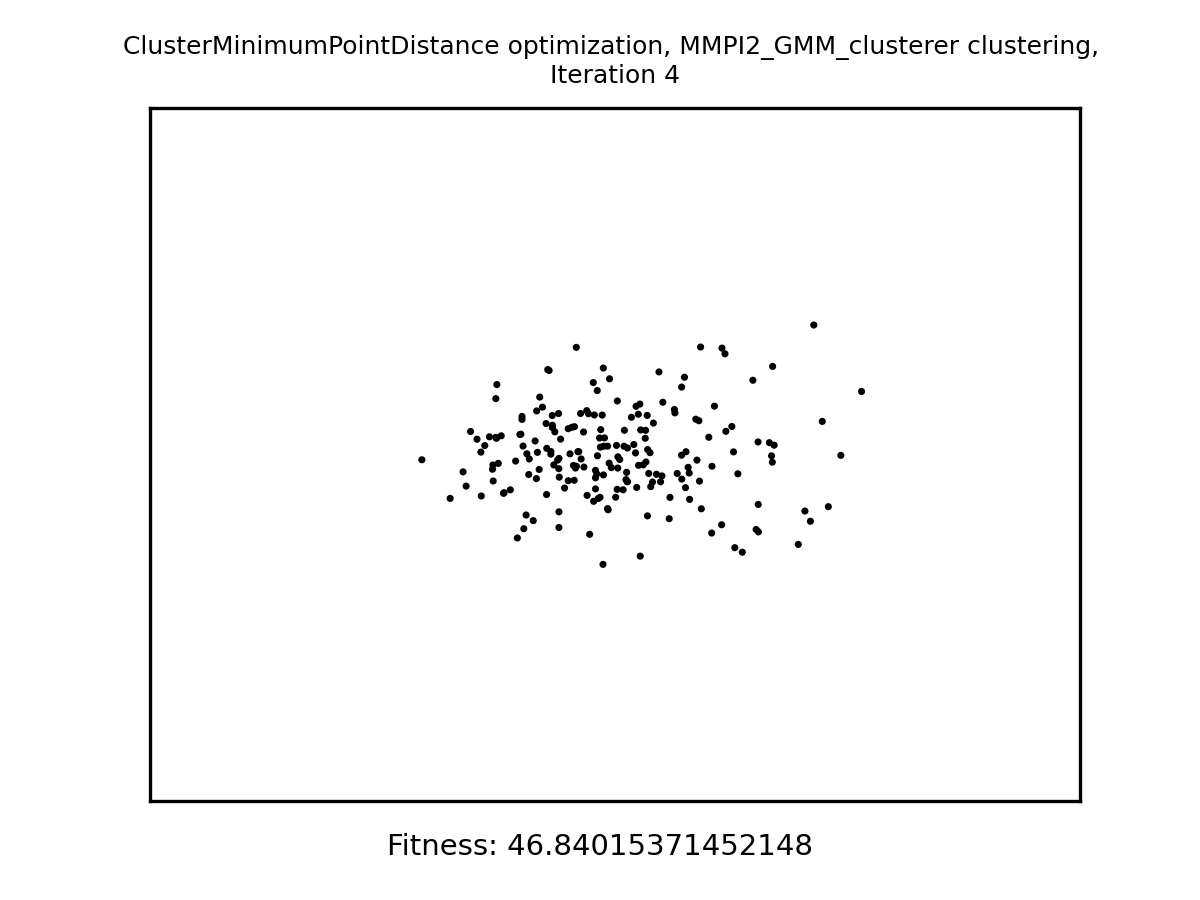 ClusterMinimumPointDistance optimization, MMPI2_GMM_clusterer clustering,
Iteration 4
Fitness: 46.84015371452148